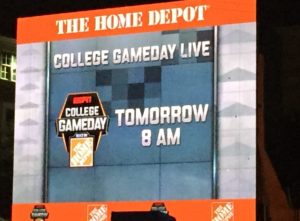 THE HOME DEPOT
COLLEGE GAMEDAY LIVE
ESPN
COLLEGE
GAMEDAY
TOMORROW
8 AM